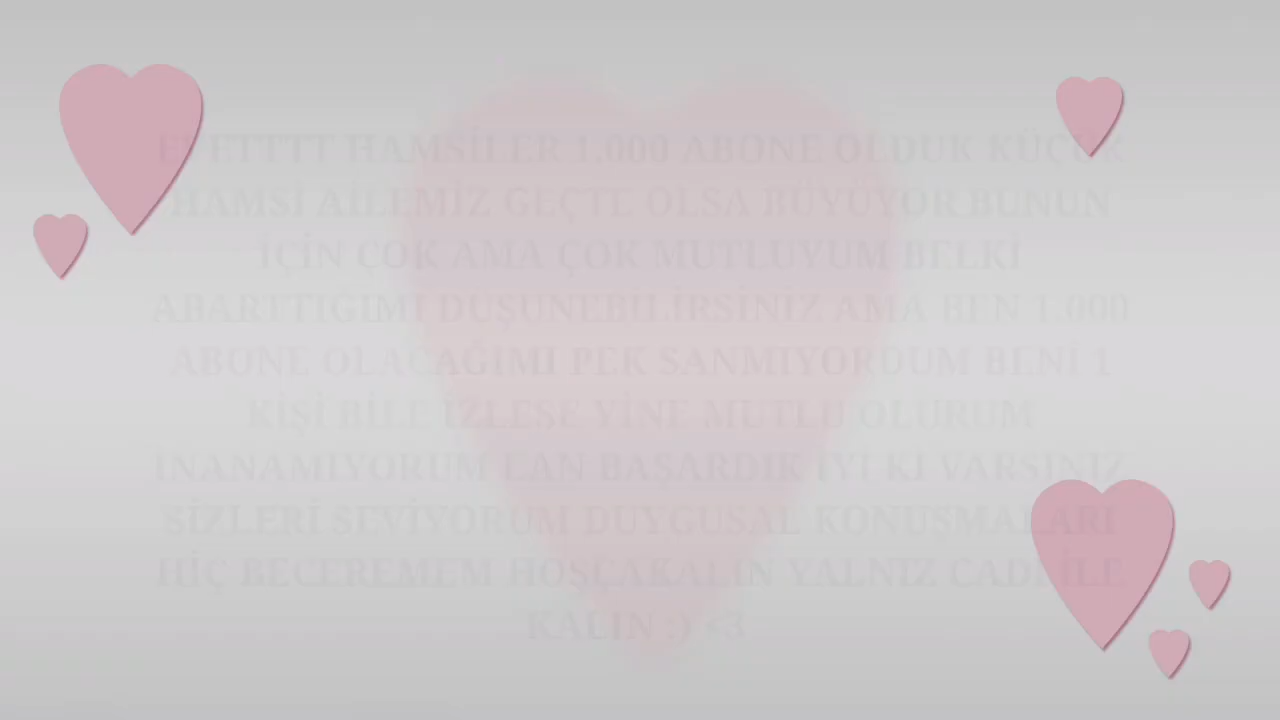 EVETTTT HAMSİLER 1.000 ABONE OLDUK KÜÇÜK
HAMSİ AİLEMİZ GEÇTE OLSA BÜYÜYOR BUNUN
İÇİN ÇOK AMA ÇOK MUTLUYUM BELKİ
ABARTTIĞIMI DÜŞÜNEBİLİRSİNİZ AMA BEN 1.000
ABONE OLACAĞIMI PEK SANMIYORDUM BENİ 1
KİŞİ BİLE İZLESE YİNE MUTLU OLURUM
İNANAMIYORUM LAN BAŞARDIK İYİ Kİ VARSINIZ
SİZLERİ SEVİYORUM DUYGUSAL KONUŞMALARI
HİÇ BECEREMEM HOŞÇAKALIN YALNIZ CADI İLE
KALIN :) <3